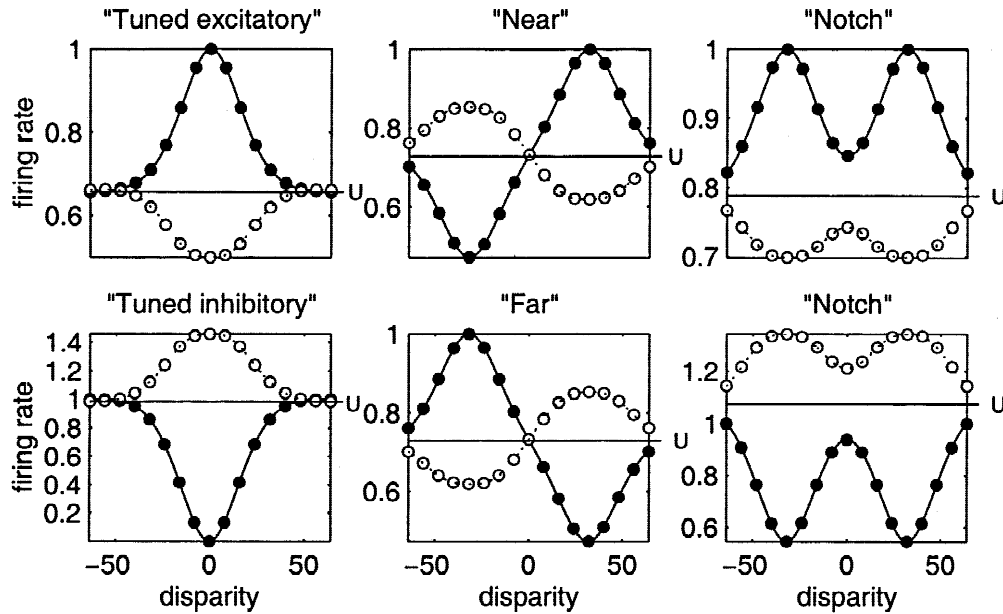 "Tuned excitatory"
"Near"
"Notch"
firing rate
1
0.8
0.6
U
1
0.8
0.6
U
1
0.9
0.8
0.7
U
"Tuned inhibitory"
"Far"
"Notch"
firing rate
1.4
1.2
1
0.8
0.6
0.4
0.2
U
1
0.8
0.6
U
1.2
1
0.8
0.6
U
−50 0 50
−50 0 50
−50 0 50
disparity
disparity
disparity